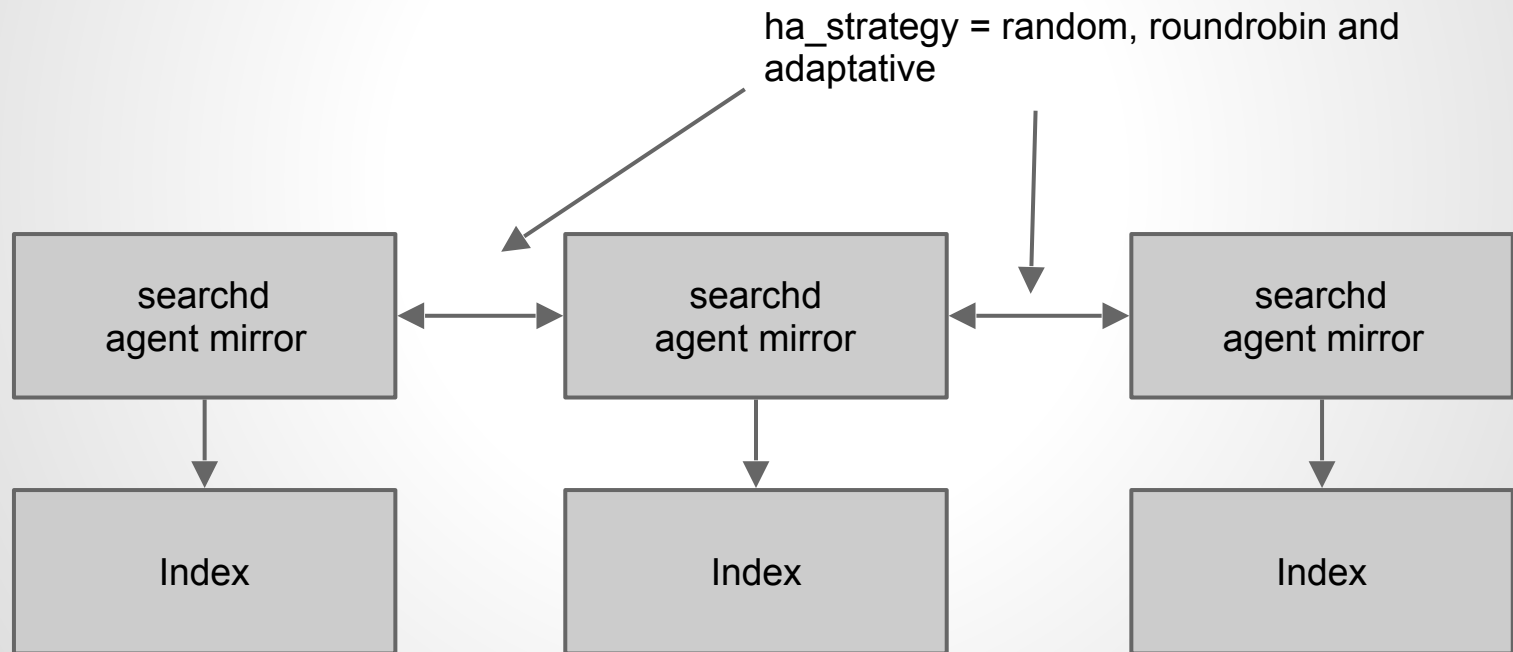 ha_strategy = random, roundrobin and
adaptative
searchd
agent mirror
searchd
agent mirror
searchd
agent mirror
Index
Index
Index